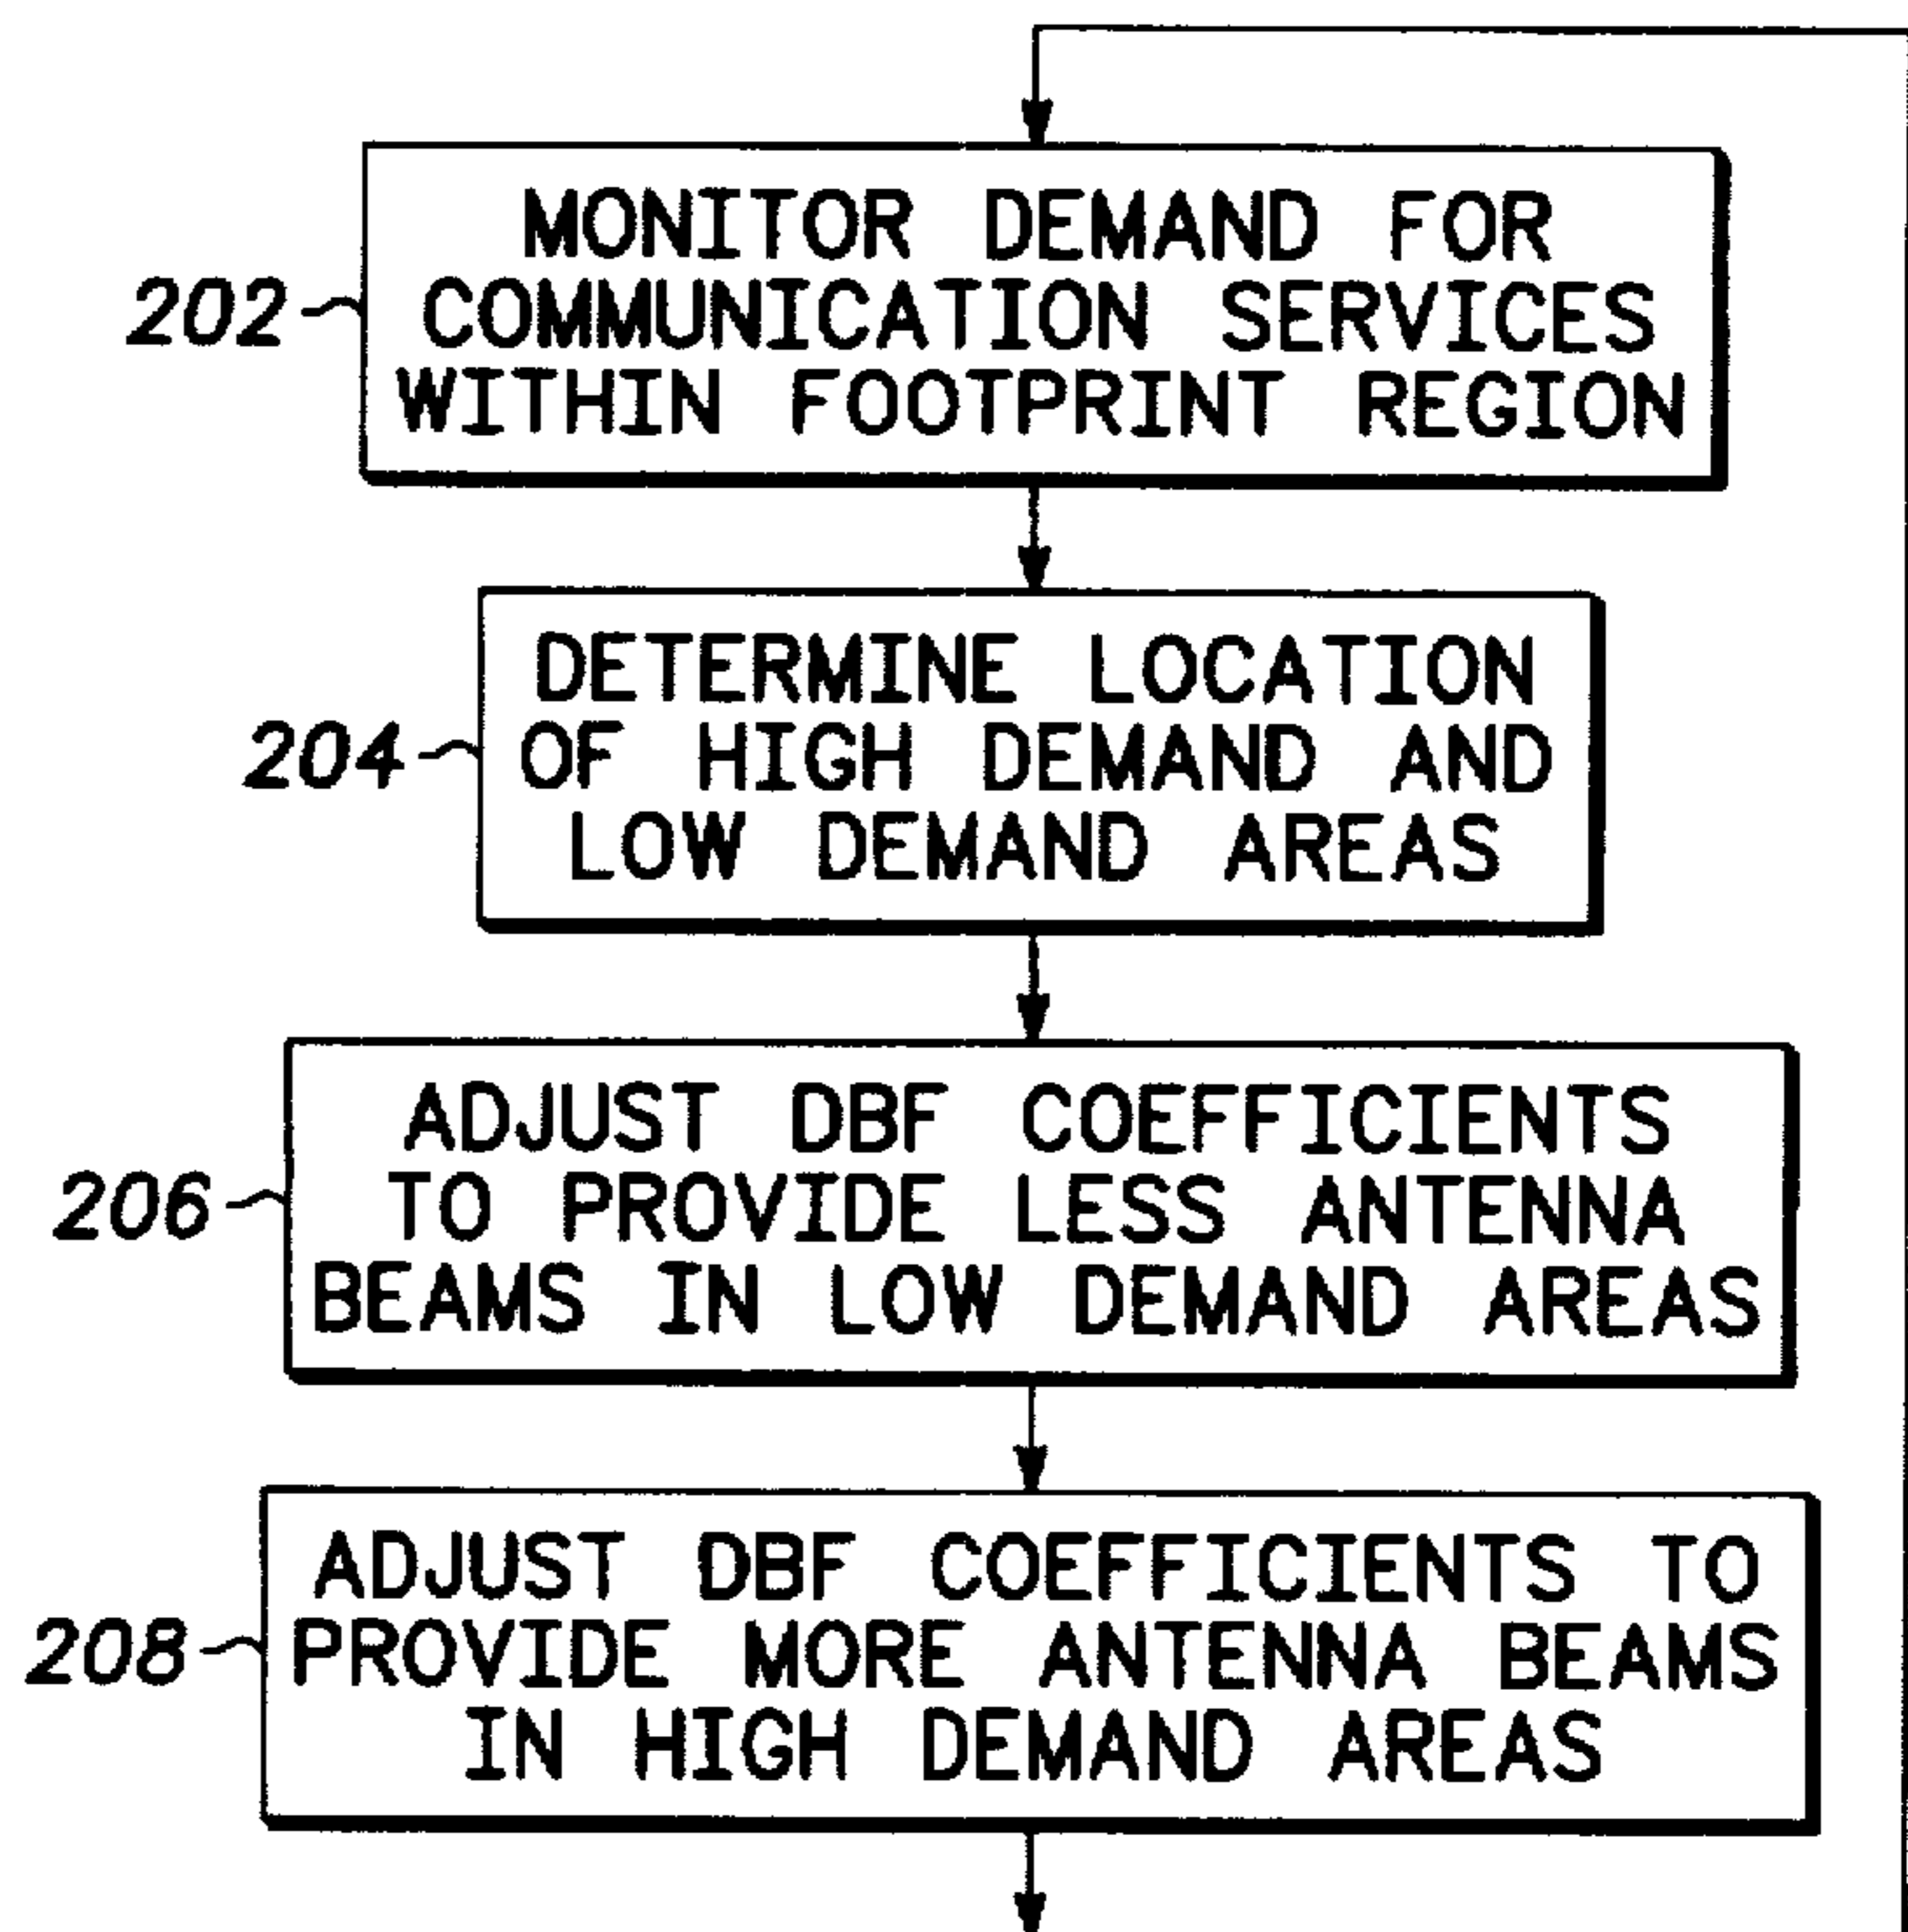 MONITOR DEMAND FOR
202 COMMUNICATION SERVICES
WITHIN FOOTPRINT REGION
DETERMINE LOCATION
204 OF HIGH DEMAND AND
LOW DEMAND AREAS
ADJUST DBF COEFFICIENTS
206 TO PROVIDE LESS ANTENNA
BEAMS IN LOW DEMAND AREAS
ADJUST DBF COEFFICIENTS TO
208 PROVIDE MORE ANTENNA BEAMS
IN HIGH DEMAND AREAS